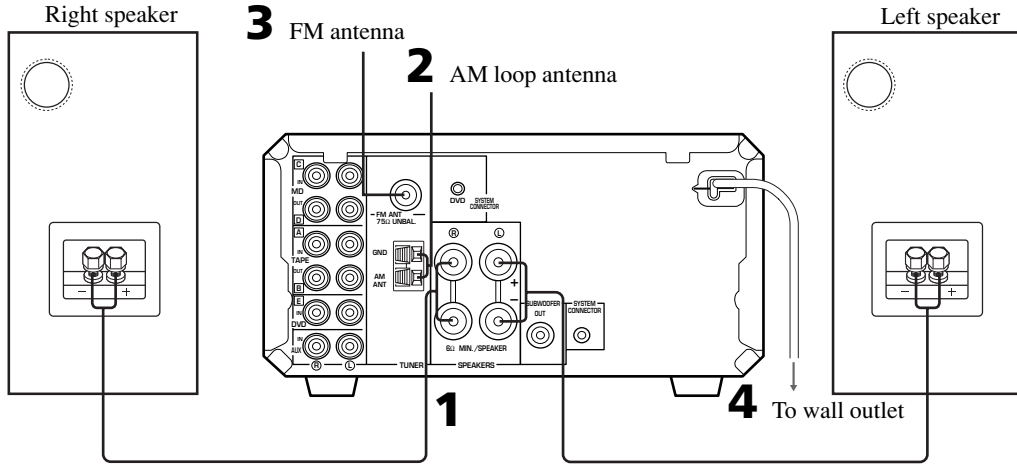 Right speaker
3 FM antenna
2 AM loop antenna
Left speaker
C
IN
MD
OUT
D
A
IN
TAPE
OUT
B
E
IN
DVD
IN
AUX
R L
FM ANT
75Ω UNBAL.
DVD
SYSTEM
CONNECTOR
GND
AM
ANT
TUNER
R L
+
–
6Ω MIN./SPEAKER
SPEAKERS
SUBWOOFER
OUT
SYSTEM
CONNECTOR
– +
– +
1
4 To wall outlet